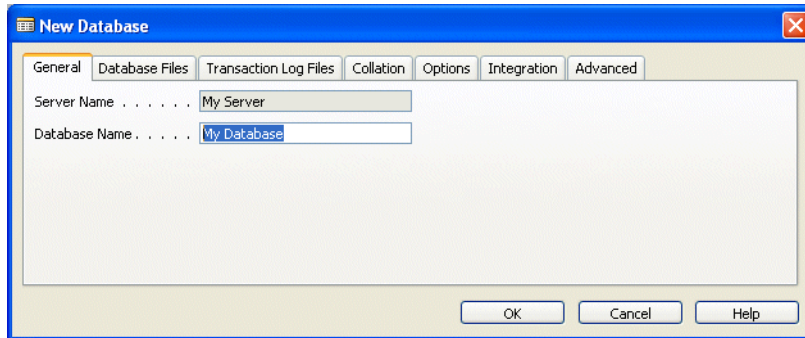 New Database
General Database Files Transaction Log Files Collation Options Integration Advanced
Server Name . . . . . . My Server
Database Name . . . . . My Database
OK Cancel Help